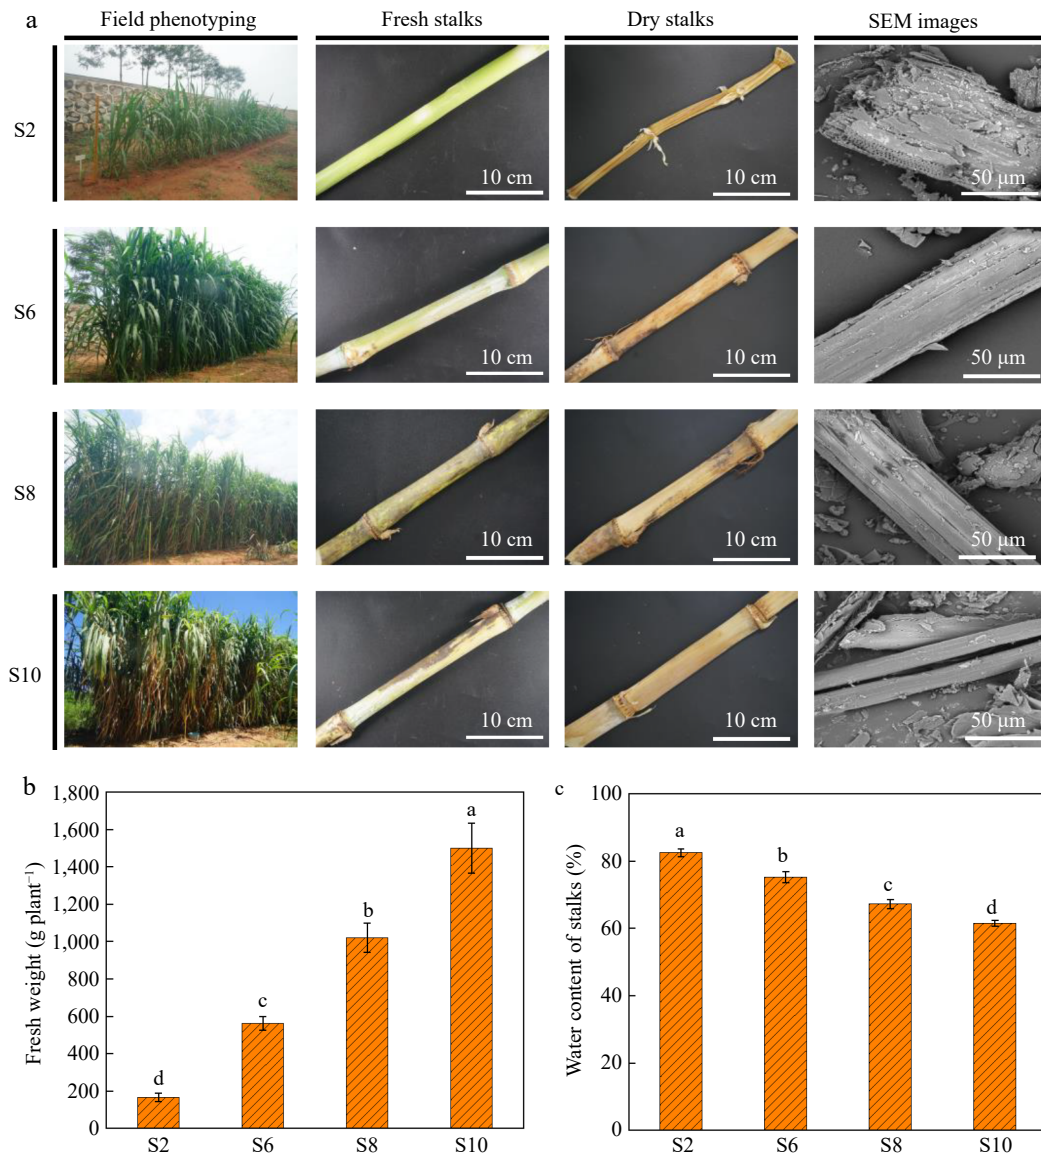 a
Field phenotyping
Fresh stalks
Dry stalks
SEM images
S2
10 cm
10 cm
50 μm
S6
10 cm
10 cm
50 μm
S8
10 cm
10 cm
50 μm
S10
10 cm
10 cm
50 μm
b
Fresh weight (g plant⁻¹)
1,800
1,600
1,400
1,200
1,000
800
600
400
200
0
d
c
b
a
S2
S6
S8
S10
c
Water content of stalks (%)
100
80
60
40
20
0
a
b
c
d
S2
S6
S8
S10